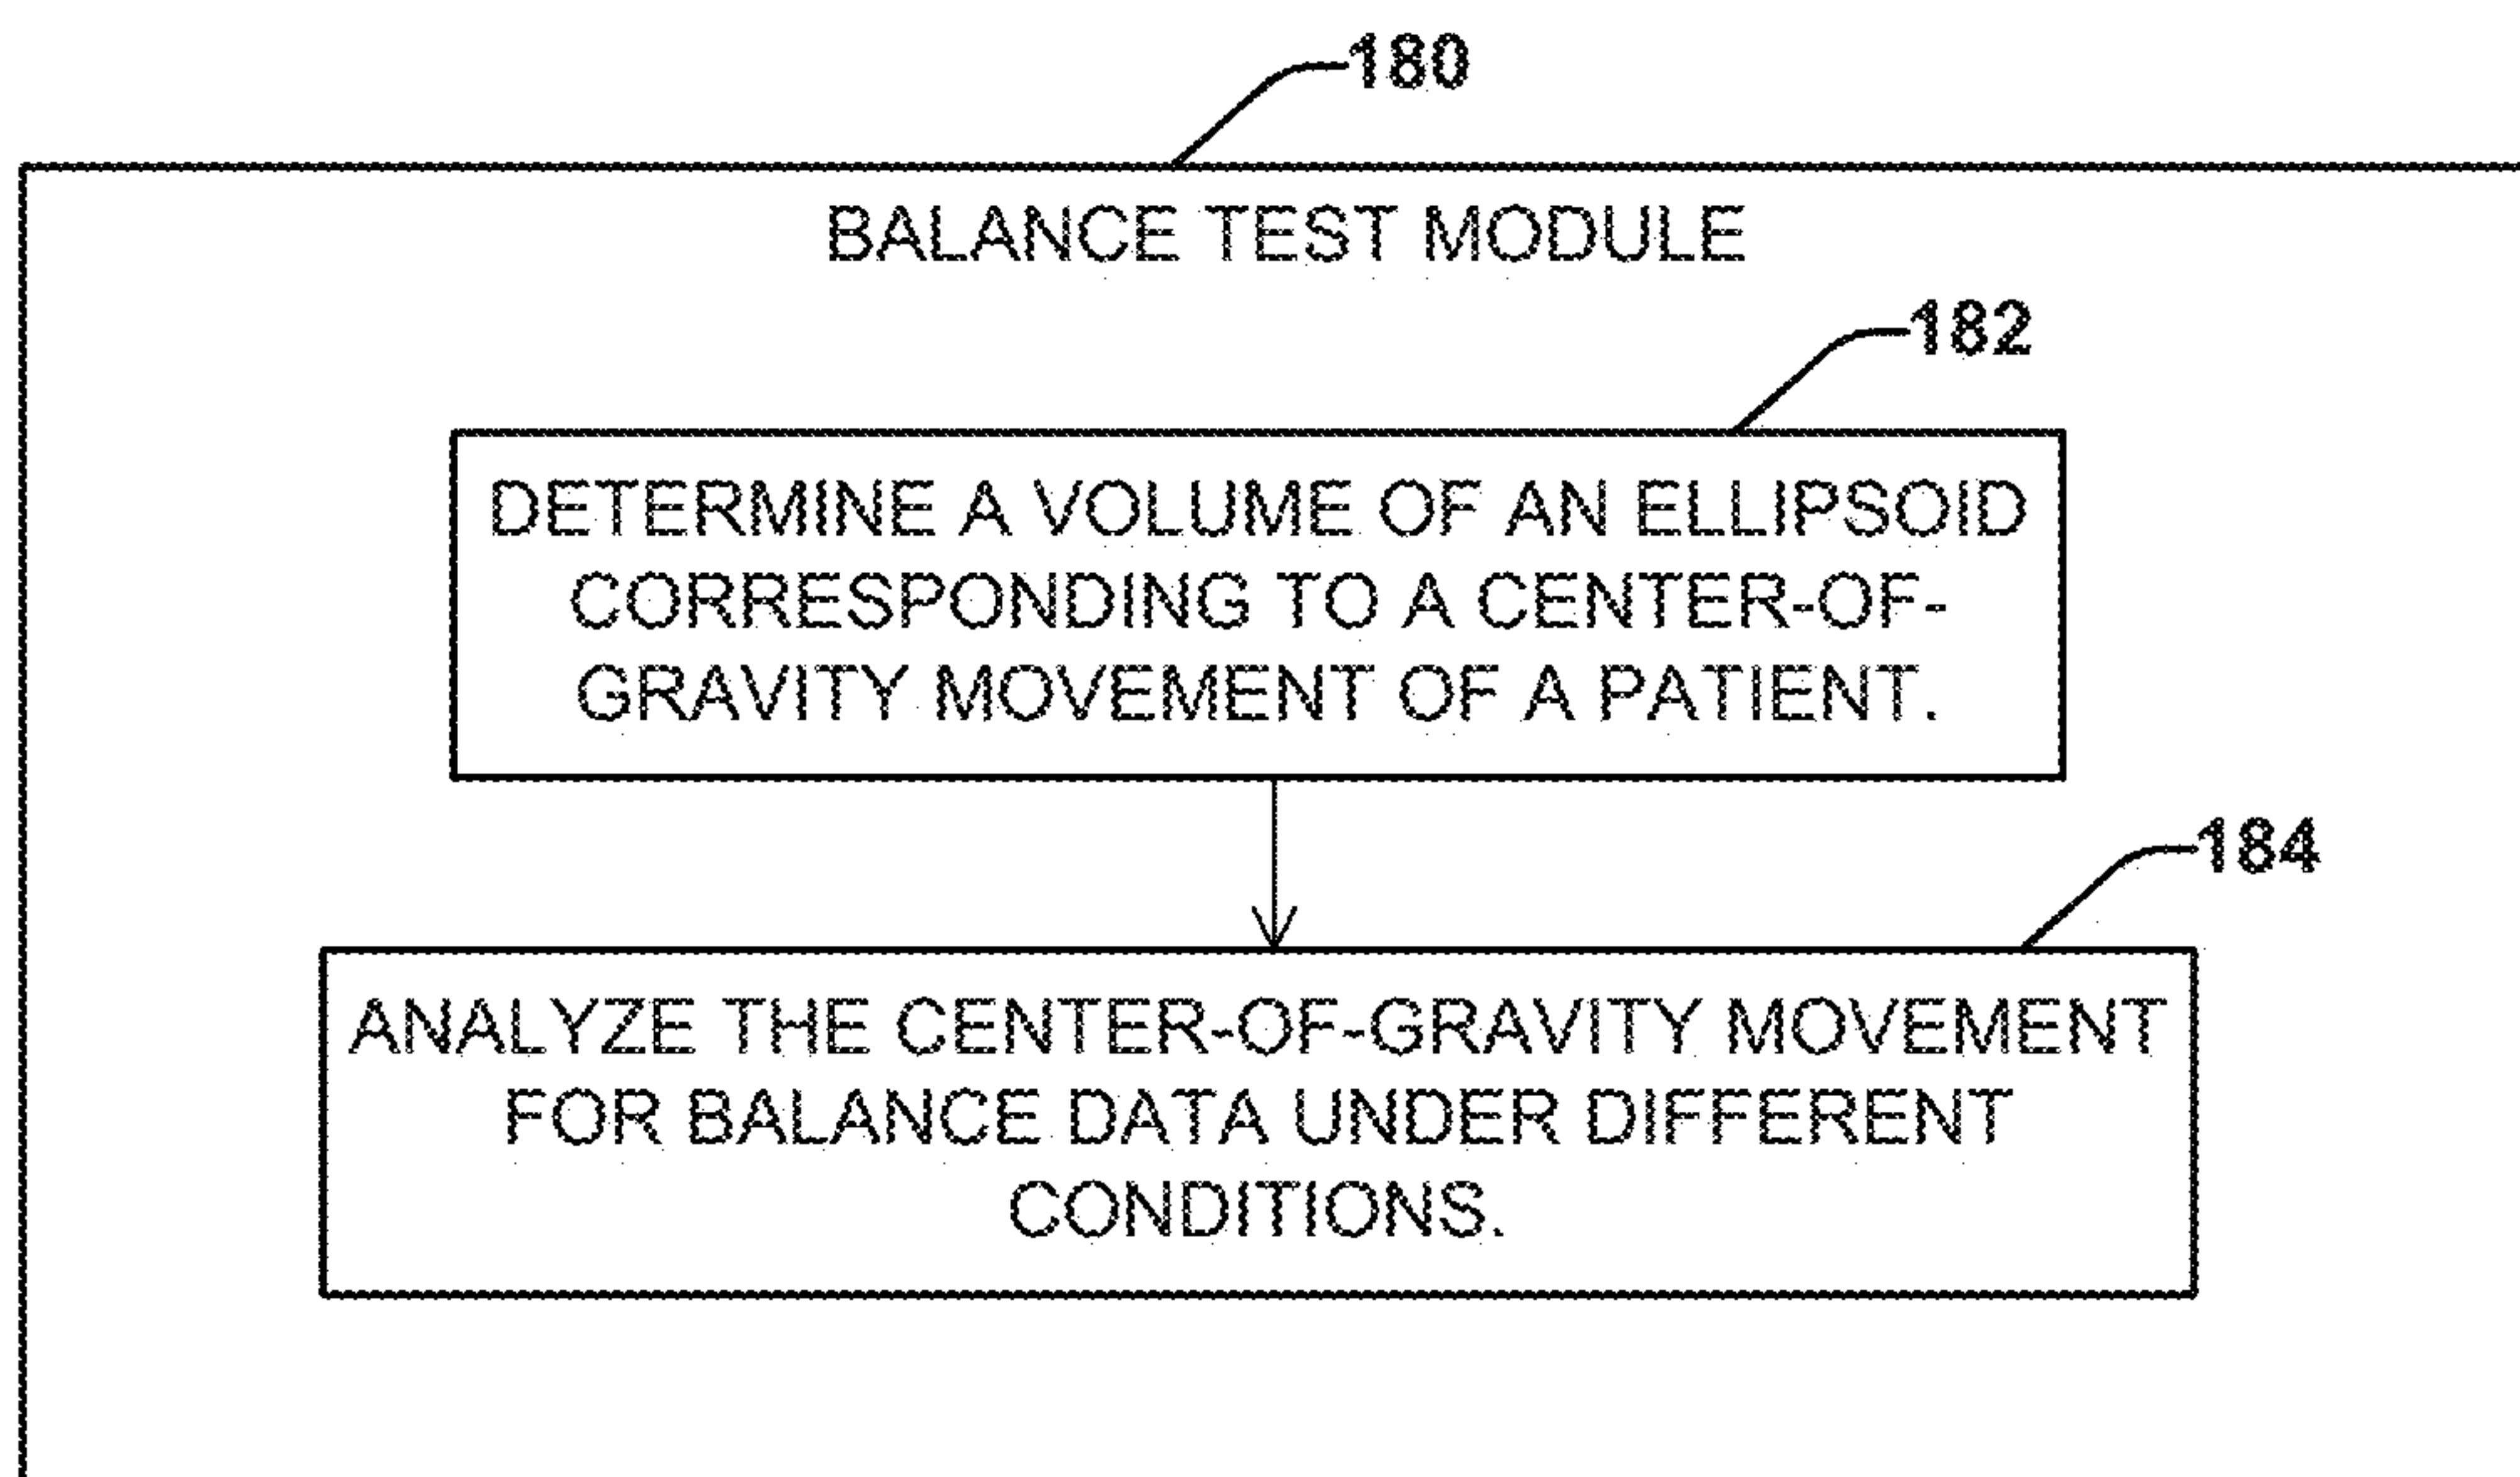 180
BALANCE TEST MODULE
182
DETERMINE A VOLUME OF AN ELLIPSOID
CORRESPONDING TO A CENTER-OF-
GRAVITY MOVEMENT OF A PATIENT.
184
ANALYZE THE CENTER-OF-GRAVITY MOVEMENT
FOR BALANCE DATA UNDER DIFFERENT
CONDITIONS.